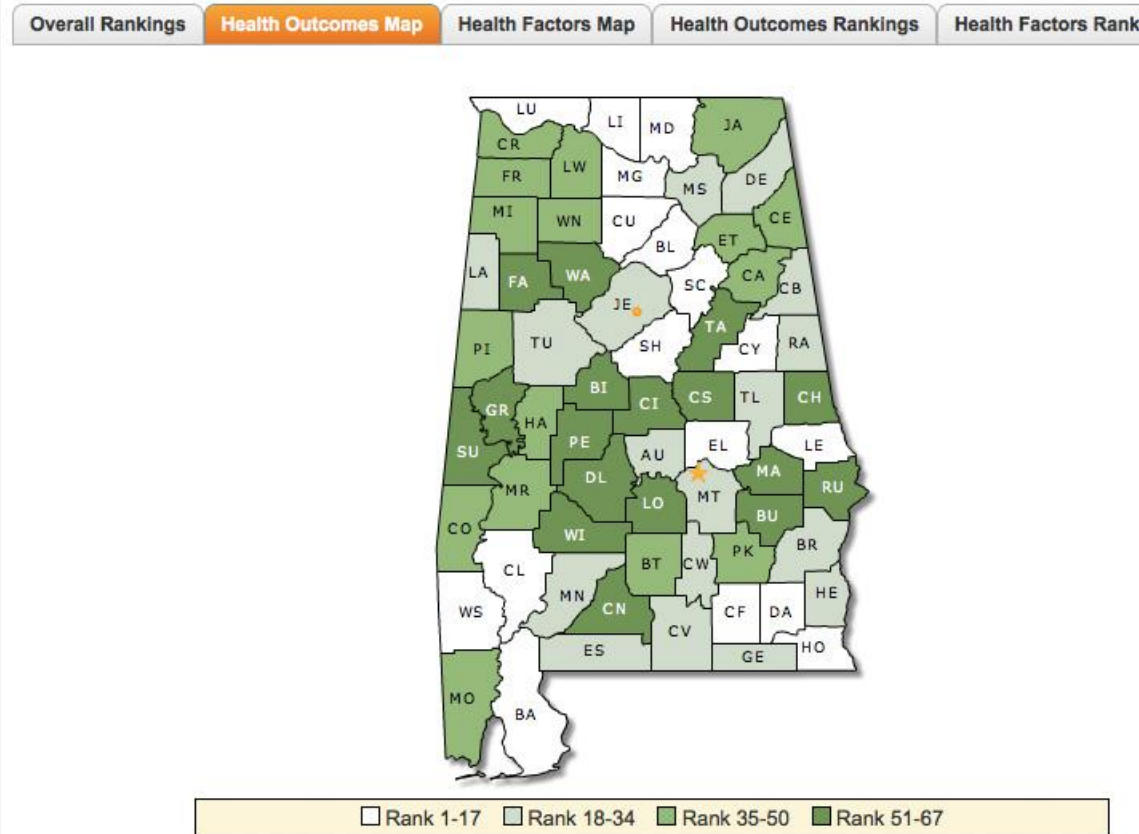 Overall Rankings Health Outcomes Map Health Factors Map Health Outcomes Rankings Health Factors Rank
LU LI MD JA
CR LW MG MS DE
FR
MI WN CU BL ET CE
LA FA WA JE SC CA CB
PI TU SH TA CY RA
GR HA BI CI CS TL CH
SU PE AU EL LE
MR DL LO MT MA RU
CO WI BT CW PK BU BR
WS CL MN CN CV CF DA HE
ES GE HO
MO BA
Rank 1-17 Rank 18-34 Rank 35-50 Rank 51-67